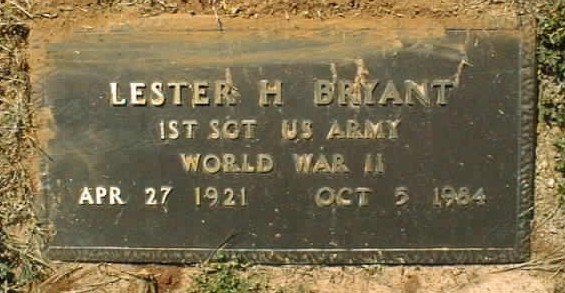 LESTER H BRYANT
1ST SGT US ARMY
WORLD WAR II
APR 27 1921 OCT 5 1984